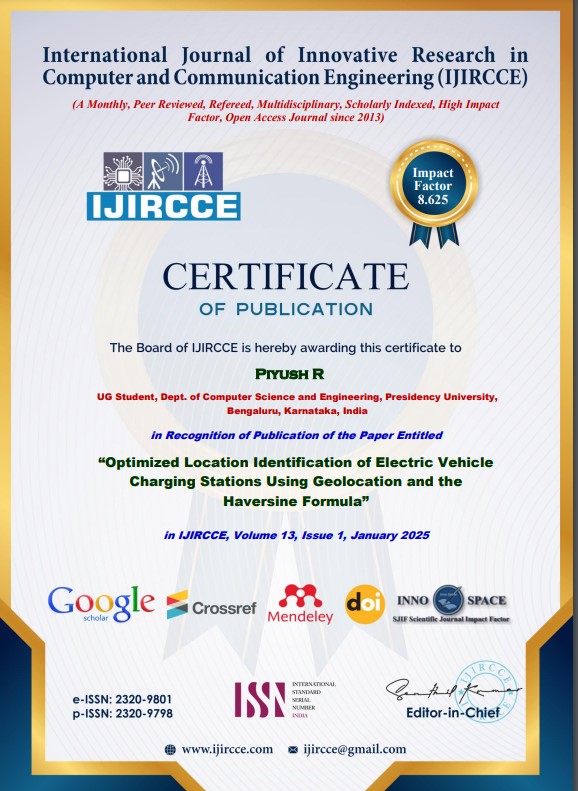 International Journal of Innovative Research in
Computer and Communication Engineering (IJIRCCE)
(A Monthly, Peer Reviewed, Refereed, Multidisciplinary, Scholarly Indexed, High Impact
Factor, Open Access Journal since 2013)
IJIRCCE
Impact
Factor
8.625
CERTIFICATE
OF PUBLICATION
The Board of IJIRCCE is hereby awarding this certificate to
PIYUSH R
UG Student, Dept. of Computer Science and Engineering, Presidency University,
Bengaluru, Karnataka, India
in Recognition of Publication of the Paper Entitled
“Optimized Location Identification of Electric Vehicle
Charging Stations Using Geolocation and the
Haversine Formula”
in IJIRCCE, Volume 13, Issue 1, January 2025
Google
scholar
Crossref
Mendeley
doi
INNO SPACE
SJIF Scientific Journal Impact Factor
e-ISSN: 2320-9801
p-ISSN: 2320-9798
ISSN
INTERNATIONAL
STANDARD
SERIAL
NUMBER
INDIA
IJIRCCE
Senthil Kumar
Editor-in-Chief
www.ijircce.com
ijircce@gmail.com